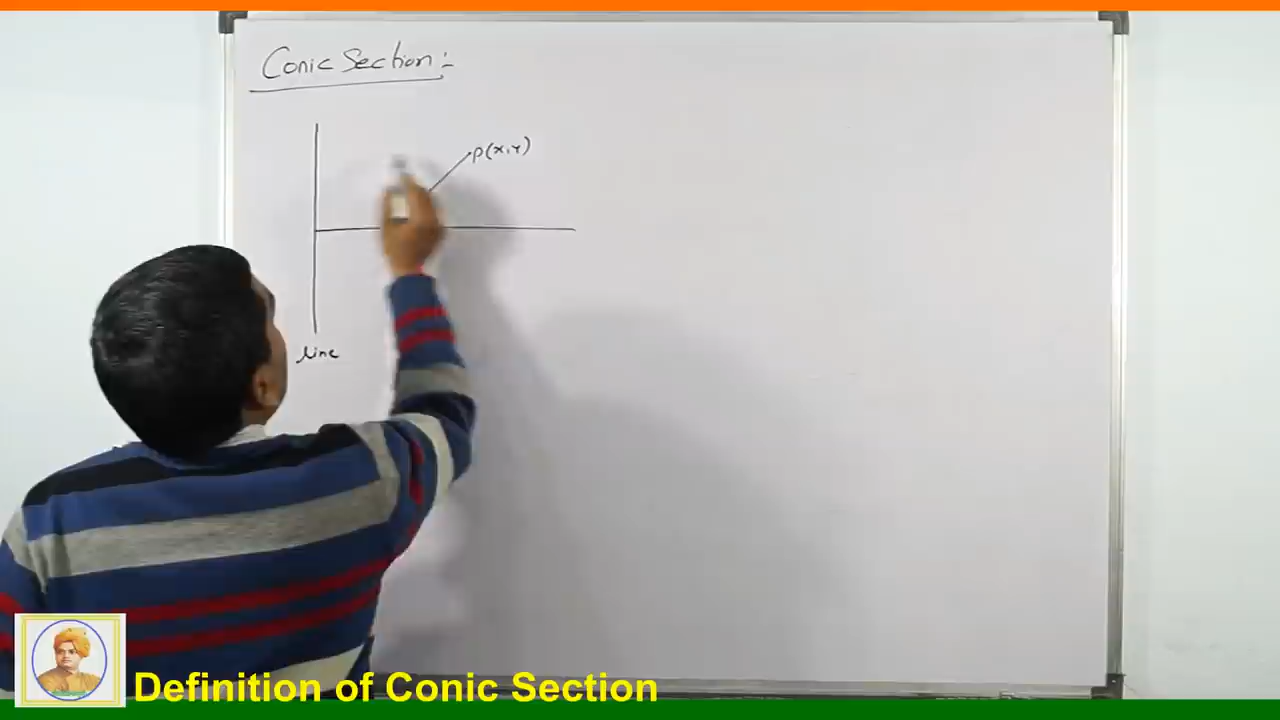 Conic Section :-
P(x,y)
Line
Definition of Conic Section